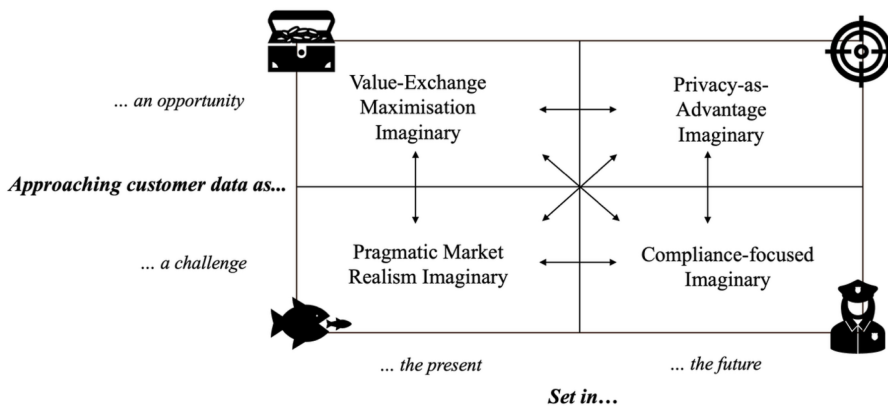 Value-Exchange
Maximisation
Imaginary
Privacy-as-
Advantage
Imaginary
... an opportunity
Approaching customer data as...
... a challenge
Pragmatic Market
Realism Imaginary
Compliance-focused
Imaginary
... the present
... the future
Set in…